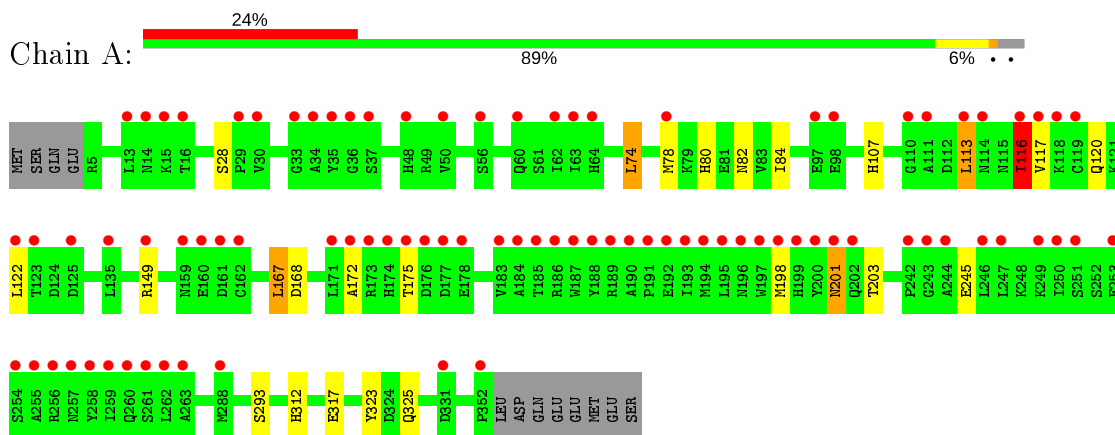 24%
Chain A:
89% 6% • •
MET SER GLN GLU R5 L13 N14 K15 T16 S28 P29 V30 G33 A34 Y35 G36 S37 H48 R49 V50 S56 Q60 S61 I62 I63 H64 L74 M78 K79 H80 E81 N82 V83 I84 E97 E98 H107 G110 A111 D112 L113 N114 N115 I116 V117 K118 C119 Q120 K121
L122 T123 D124 D125 L135 R149 N159 E160 D161 C162 L167 D168 L171 A172 R173 H174 T175 D176 D177 E178 V183 A184 T185 R186 W187 Y188 R189 A190 P191 E192 I193 M194 L195 N196 W197 M198 H199 Y200 N201 Q202 T203 P242 G243 A244 E245 L246 L247 K248 K249 I250 S251 S252 E253
S254 A255 R256 N257 Y258 I259 Q260 S261 L262 A263 M288 S293 H312 E317 Y323 D324 Q325 D331 P352 LEU ASP GLN GLU GLU MET GLU SER